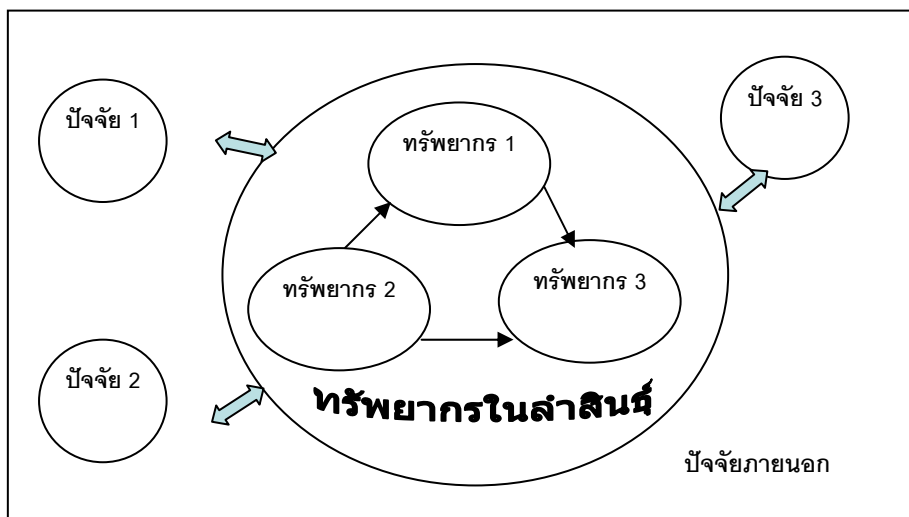 ปัจจัย 1
ปัจจัย 3
ทรัพยากร 1
ทรัพยากร 2
ทรัพยากร 3
ปัจจัย 2
ทรัพยากรในลำสินธุ์
ปัจจัยภายนอก